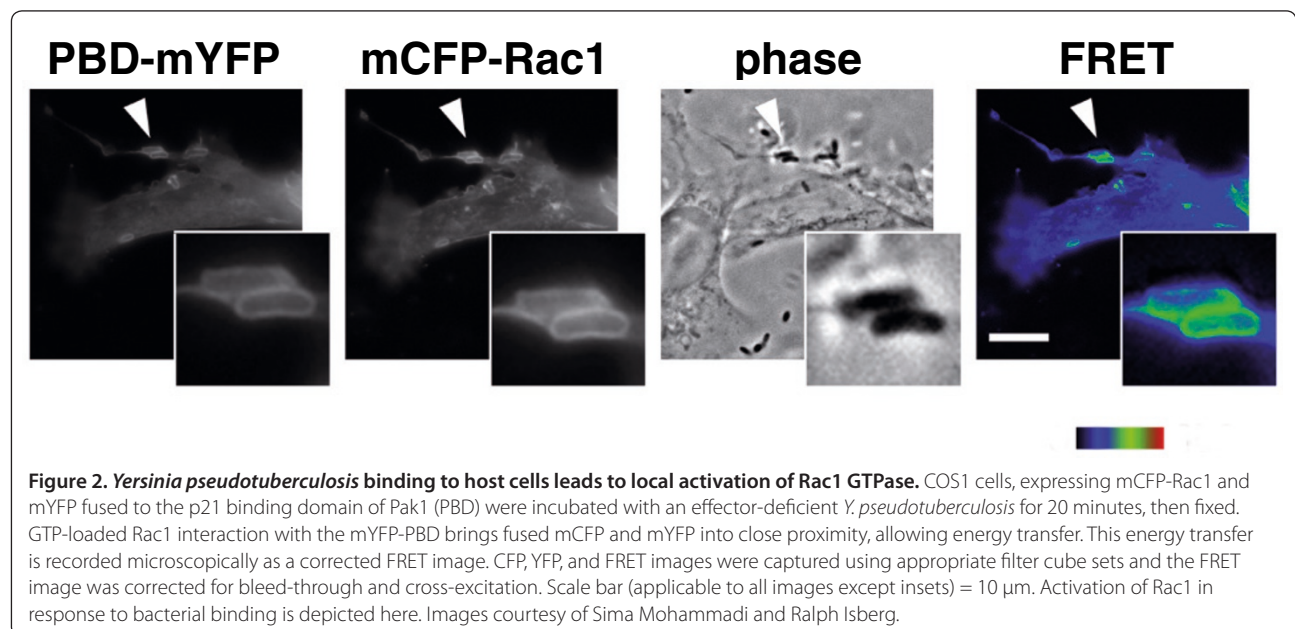 PBD-mYFP mCFP-Rac1 phase FRET
Figure 2. Yersinia pseudotuberculosis binding to host cells leads to local activation of Rac1 GTPase. COS1 cells, expressing mCFP-Rac1 and
mYFP fused to the p21 binding domain of Pak1 (PBD) were incubated with an effector-deficient Y. pseudotuberculosis for 20 minutes, then fixed.
GTP-loaded Rac1 interaction with the mYFP-PBD brings fused mCFP and mYFP into close proximity, allowing energy transfer. This energy transfer
is recorded microscopically as a corrected FRET image. CFP, YFP, and FRET images were captured using appropriate filter cube sets and the FRET
image was corrected for bleed-through and cross-excitation. Scale bar (applicable to all images except insets) = 10 μm. Activation of Rac1 in
response to bacterial binding is depicted here. Images courtesy of Sima Mohammadi and Ralph Isberg.